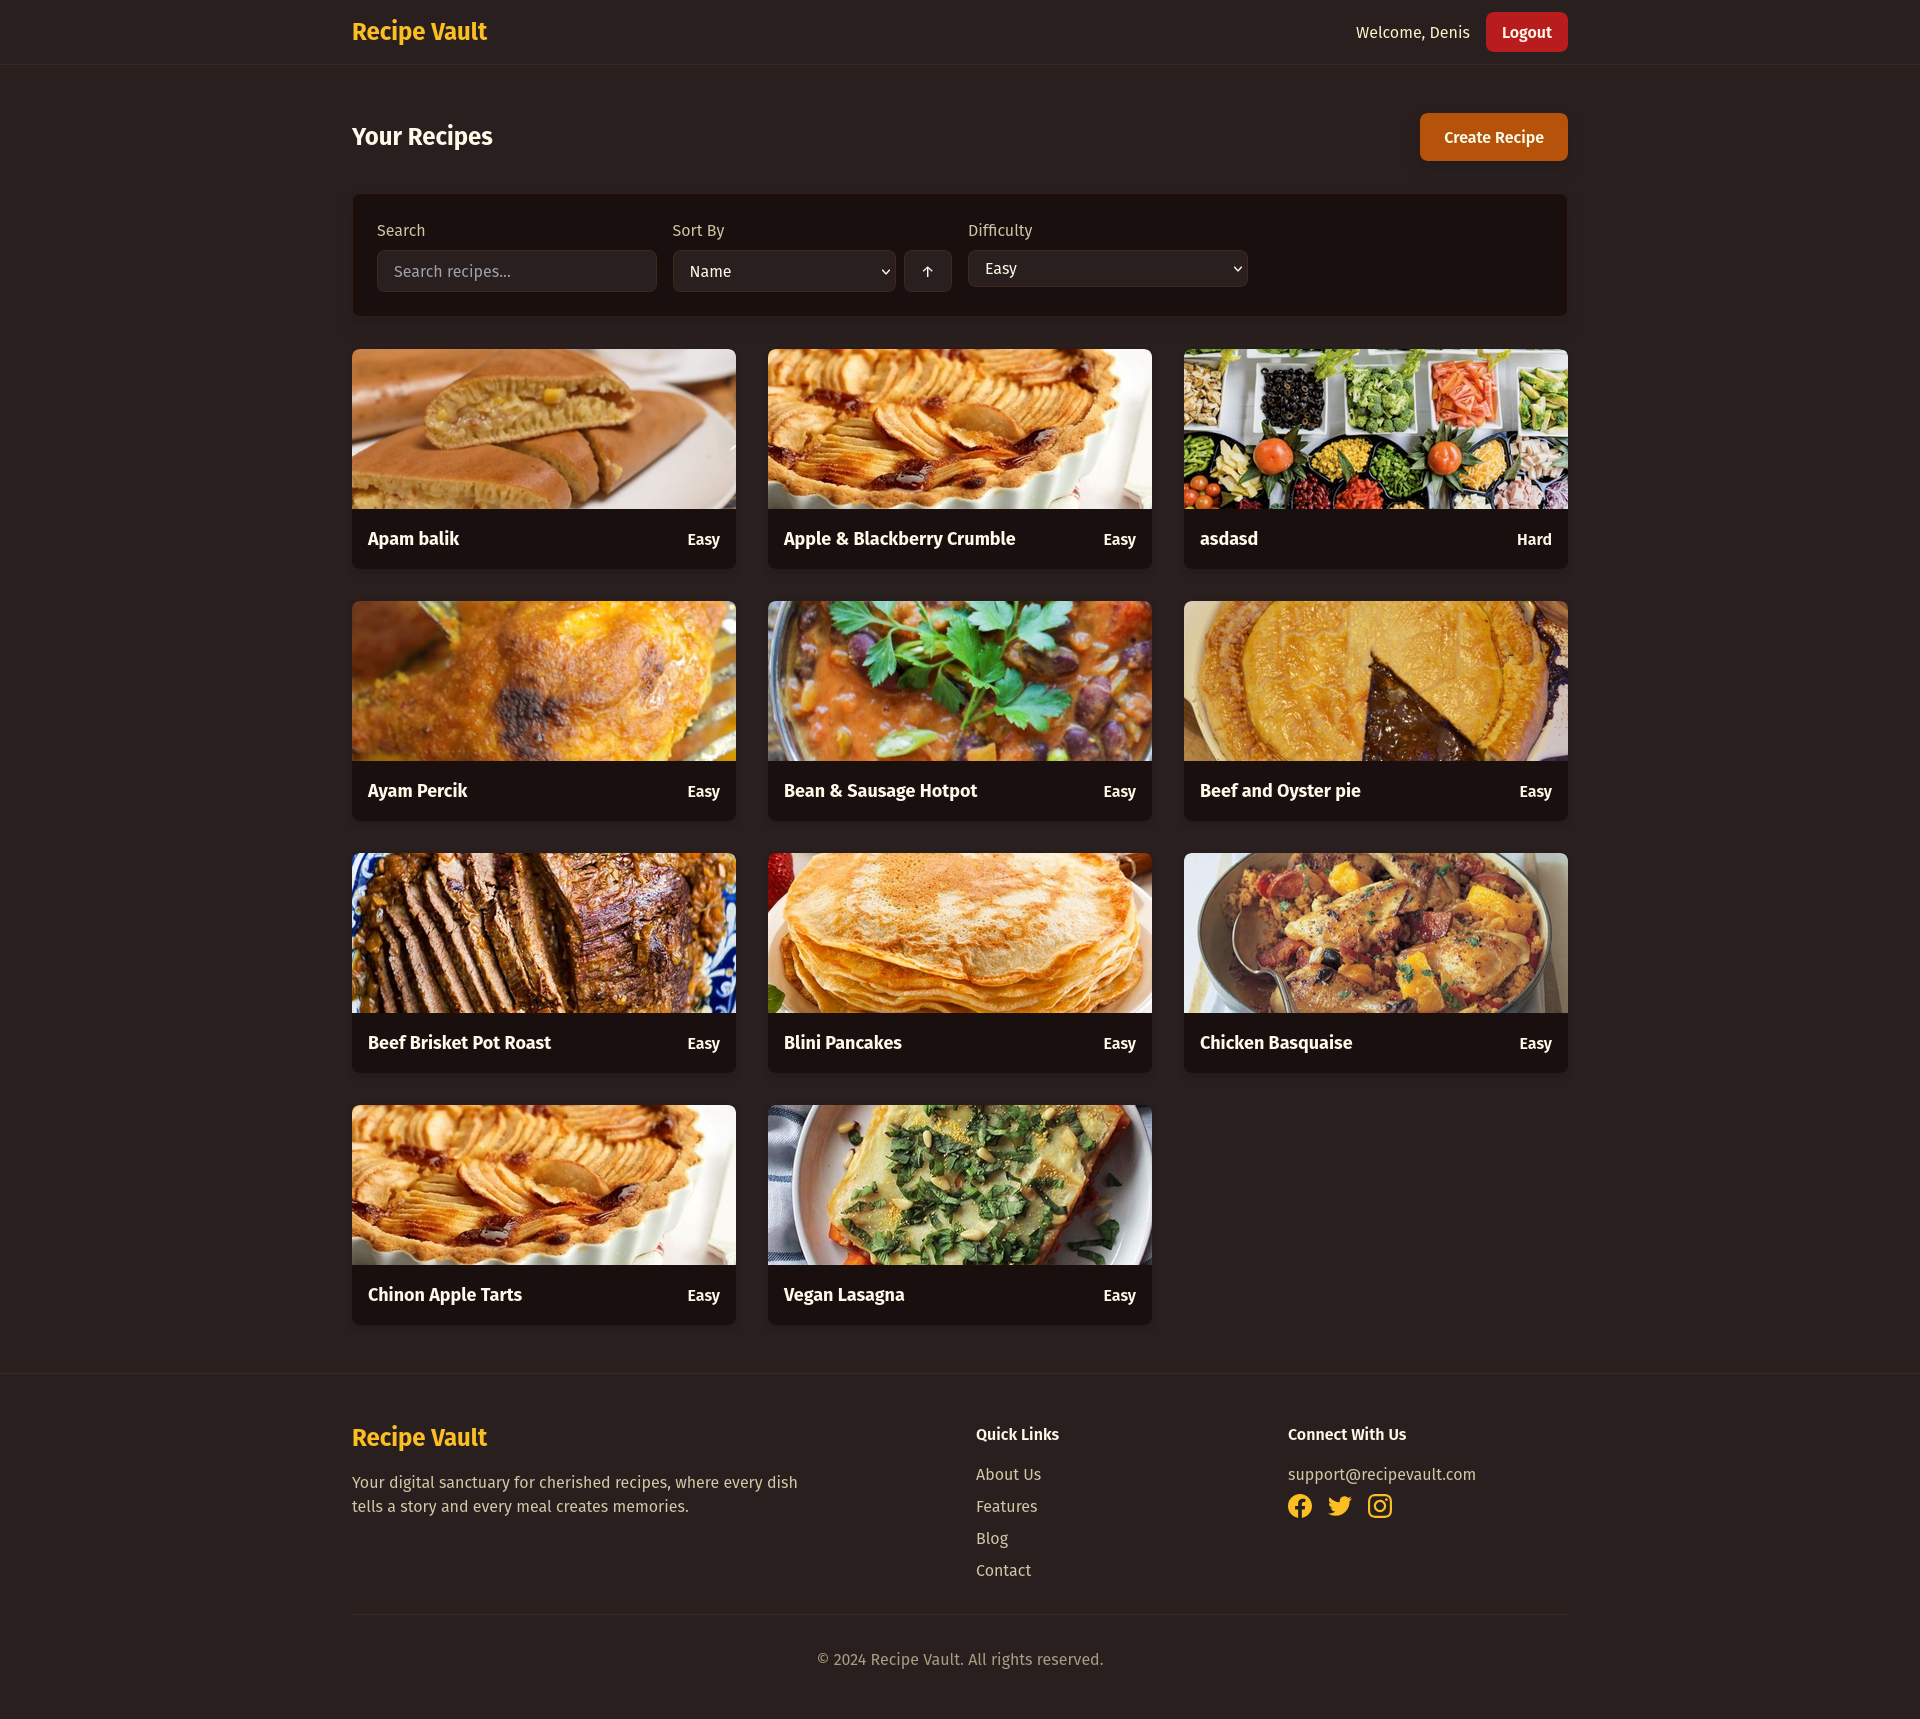 Recipe Vault
Welcome, Denis
Logout
Your Recipes
Create Recipe
Search
Sort By
Difficulty
Search recipes...
Name
↑
Easy
Apam balik
Easy
Apple & Blackberry Crumble
Easy
asdasd
Hard
Ayam Percik
Easy
Bean & Sausage Hotpot
Easy
Beef and Oyster pie
Easy
Beef Brisket Pot Roast
Easy
Blini Pancakes
Easy
Chicken Basquaise
Easy
Chinon Apple Tarts
Easy
Vegan Lasagna
Easy
Recipe Vault
Your digital sanctuary for cherished recipes, where every dish
tells a story and every meal creates memories.
Quick Links
About Us
Features
Blog
Contact
Connect With Us
support@recipevault.com
© 2024 Recipe Vault. All rights reserved.